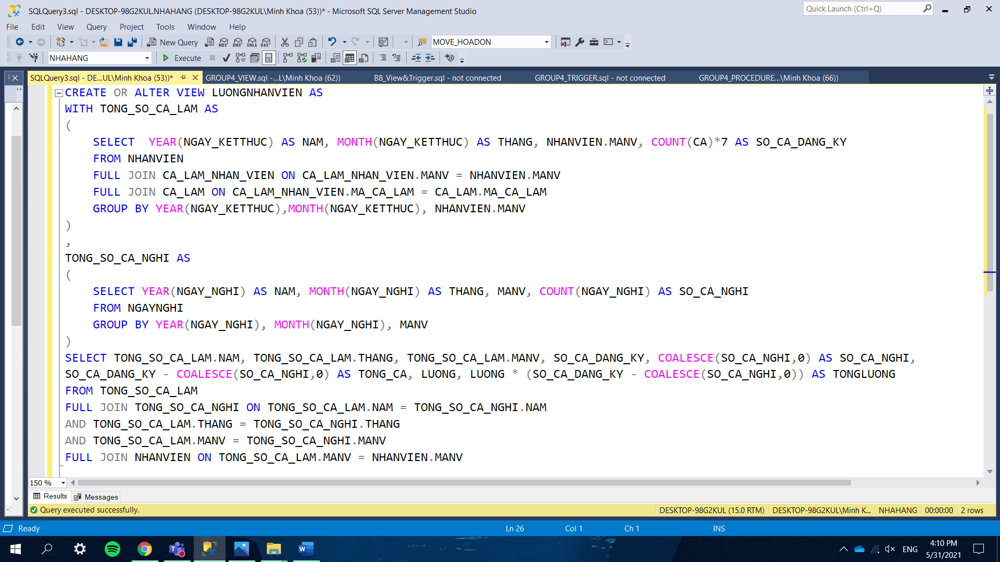 SQLQuery3.sql - DESKTOP-98G2KUL.NHAHANG (DESKTOP-98G2KUL\Minh Khoa (53))* - Microsoft SQL Server Management Studio
Quick Launch (Ctrl+Q)
File Edit View Query Project Tools Window Help
New Query MDX DMX XMLA DAX MOVE_HOADON
NHAHANG Execute
SQLQuery3.sql - DE...UL\Minh Khoa (53))* GROUP4_VIEW.sql -...L\Minh Khoa (62)) B8_View&Trigger.sql - not connected GROUP4_TRIGGER.sql - not connected GROUP4_PROCEDURE...\Minh Khoa (66))
CREATE OR ALTER VIEW LUONGNHANVIEN AS
WITH TONG_SO_CA_LAM AS
(
SELECT  YEAR(NGAY_KETTHUC) AS NAM, MONTH(NGAY_KETTHUC) AS THANG, NHANVIEN.MANV, COUNT(CA)*7 AS SO_CA_DANG_KY
FROM NHANVIEN
FULL JOIN CA_LAM_NHAN_VIEN ON CA_LAM_NHAN_VIEN.MANV = NHANVIEN.MANV
FULL JOIN CA_LAM ON CA_LAM_NHAN_VIEN.MA_CA_LAM = CA_LAM.MA_CA_LAM
GROUP BY YEAR(NGAY_KETTHUC),MONTH(NGAY_KETTHUC), NHANVIEN.MANV
)
,
TONG_SO_CA_NGHI AS
(
SELECT YEAR(NGAY_NGHI) AS NAM, MONTH(NGAY_NGHI) AS THANG, MANV, COUNT(NGAY_NGHI) AS SO_CA_NGHI
FROM NGAYNGHI
GROUP BY YEAR(NGAY_NGHI), MONTH(NGAY_NGHI), MANV
)
SELECT TONG_SO_CA_LAM.NAM, TONG_SO_CA_LAM.THANG, TONG_SO_CA_LAM.MANV, SO_CA_DANG_KY, COALESCE(SO_CA_NGHI,0) AS SO_CA_NGHI,
SO_CA_DANG_KY - COALESCE(SO_CA_NGHI,0) AS TONG_CA, LUONG, LUONG * (SO_CA_DANG_KY - COALESCE(SO_CA_NGHI,0)) AS TONGLUONG
FROM TONG_SO_CA_LAM
FULL JOIN TONG_SO_CA_NGHI ON TONG_SO_CA_LAM.NAM = TONG_SO_CA_NGHI.NAM
AND TONG_SO_CA_LAM.THANG = TONG_SO_CA_NGHI.THANG
AND TONG_SO_CA_LAM.MANV = TONG_SO_CA_NGHI.MANV
FULL JOIN NHANVIEN ON TONG_SO_CA_LAM.MANV = NHANVIEN.MANV
150 %
Results Messages
Query executed successfully. DESKTOP-98G2KUL (15.0 RTM) DESKTOP-98G2KUL\Minh K... NHAHANG 00:00:00 2 rows
Ready Ln 26 Col 1 Ch 1 INS
ENG 4:10 PM
5/31/2021